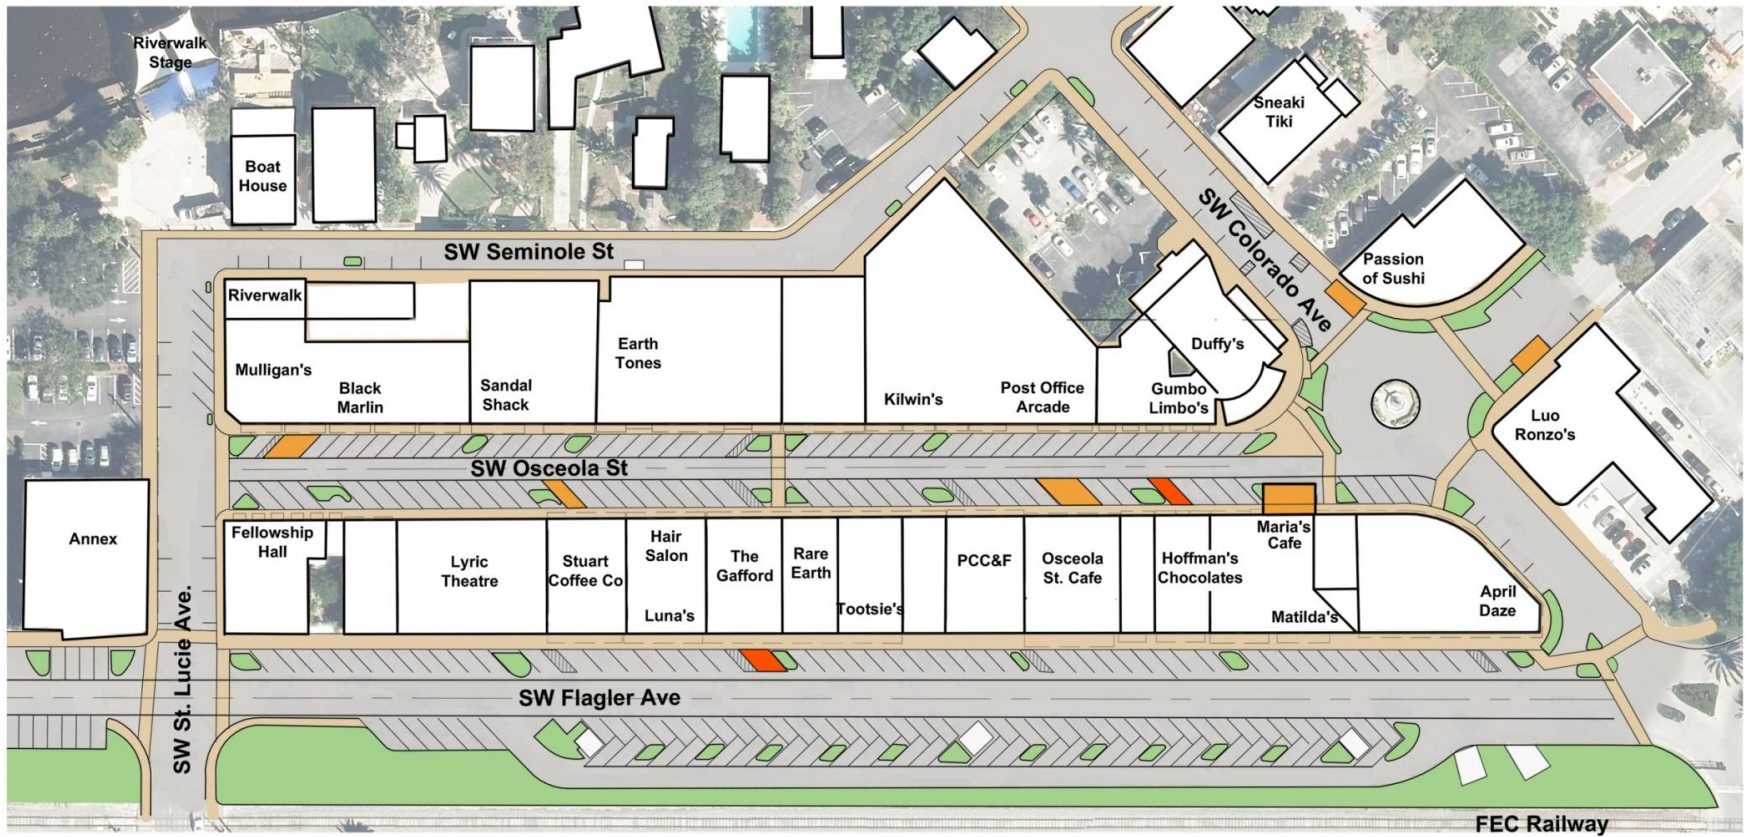 Riverwalk
Stage
Boat
House
SW Seminole St
Sneaki
Tiki
SW Colorado Ave
Passion
of Sushi
Riverwalk
Mulligan's
Black
Marlin
Sandal
Shack
Earth
Tones
Kilwin's
Post Office
Arcade
Duffy's
Gumbo
Limbo's
Luo
Ronzo's
SW Osceola St
Annex
Fellowship
Hall
Lyric
Theatre
Stuart
Coffee Co
Hair
Salon
Luna's
The
Gafford
Rare
Earth
Tootsie's
PCC&F
Osceola
St. Cafe
Hoffman's
Chocolates
Maria's
Cafe
Matilda's
April
Daze
SW St. Lucie Ave.
SW Flagler Ave
FEC Railway